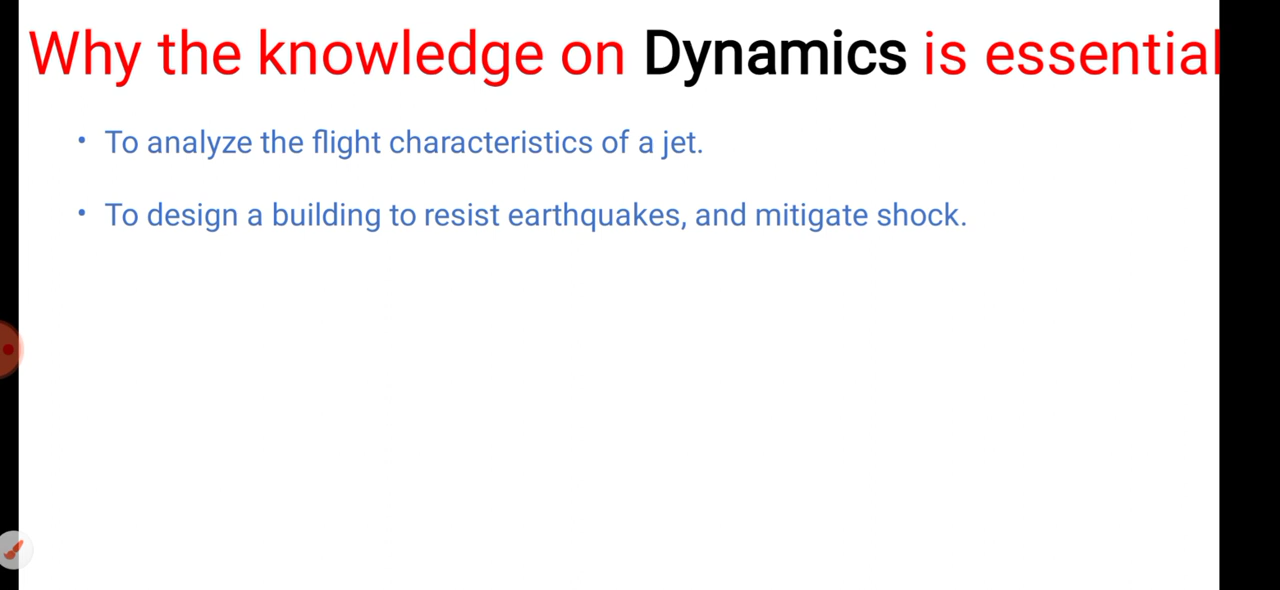 Why the knowledge on Dynamics is essential
• To analyze the flight characteristics of a jet.
• To design a building to resist earthquakes, and mitigate shock.